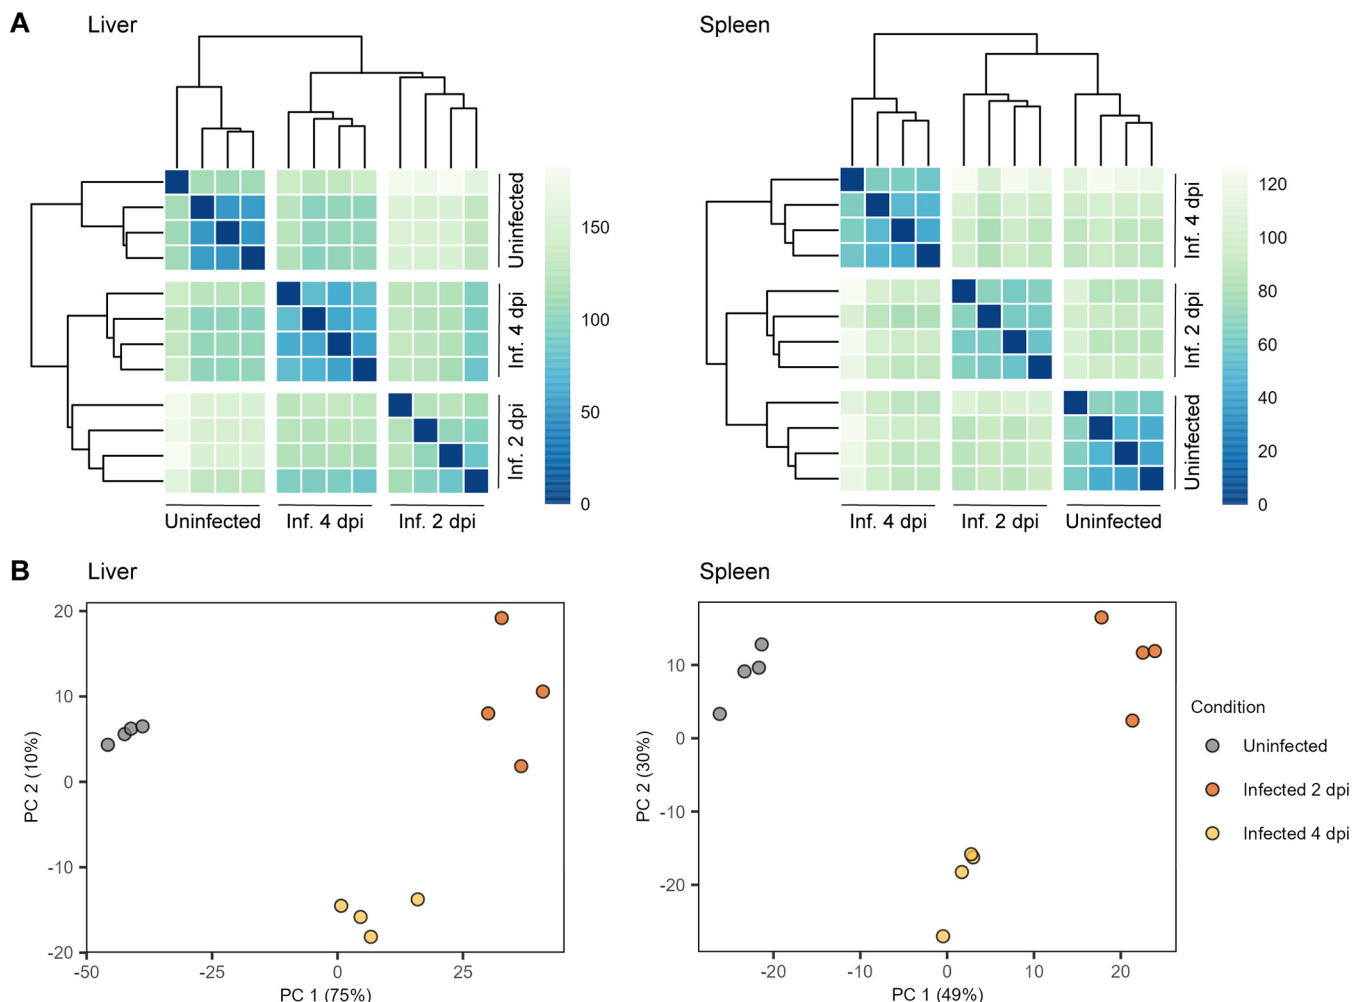 A
Liver
Spleen
Uninfected
Inf. 4 dpi
Inf. 2 dpi
150
100
50
0
Uninfected
Inf. 4 dpi
Inf. 2 dpi
Inf. 4 dpi
Inf. 2 dpi
Uninfected
120
100
80
60
40
20
0
Inf. 4 dpi
Inf. 2 dpi
Uninfected
B
Liver
PC 2 (10%)
20
10
0
-10
-20
-50
-25
0
25
PC 1 (75%)
Spleen
PC 2 (30%)
10
0
-10
-20
-20
-10
0
10
20
PC 1 (49%)
Condition
Uninfected
Infected 2 dpi
Infected 4 dpi